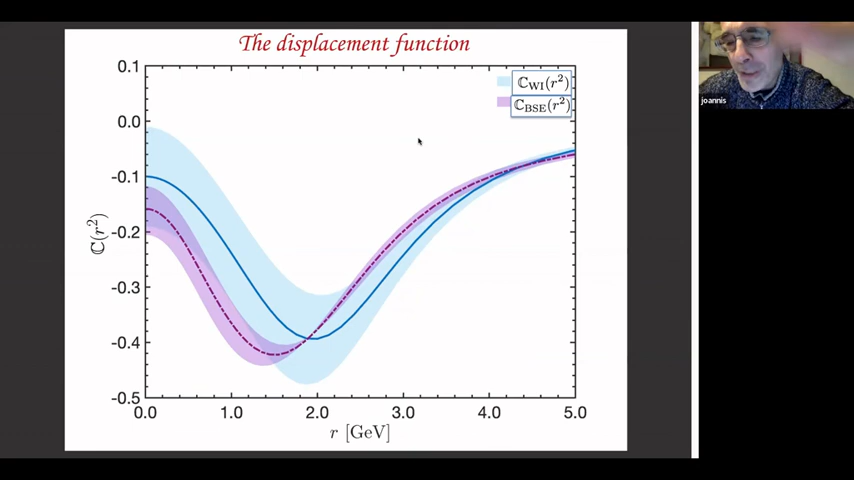 The displacement function
0.1
0.0
-0.1
-0.2
-0.3
-0.4
-0.5
ℂ(r²)
ℂWI(r²)
ℂBSE(r²)
0.0 1.0 2.0 3.0 4.0 5.0
r [GeV]
joannis